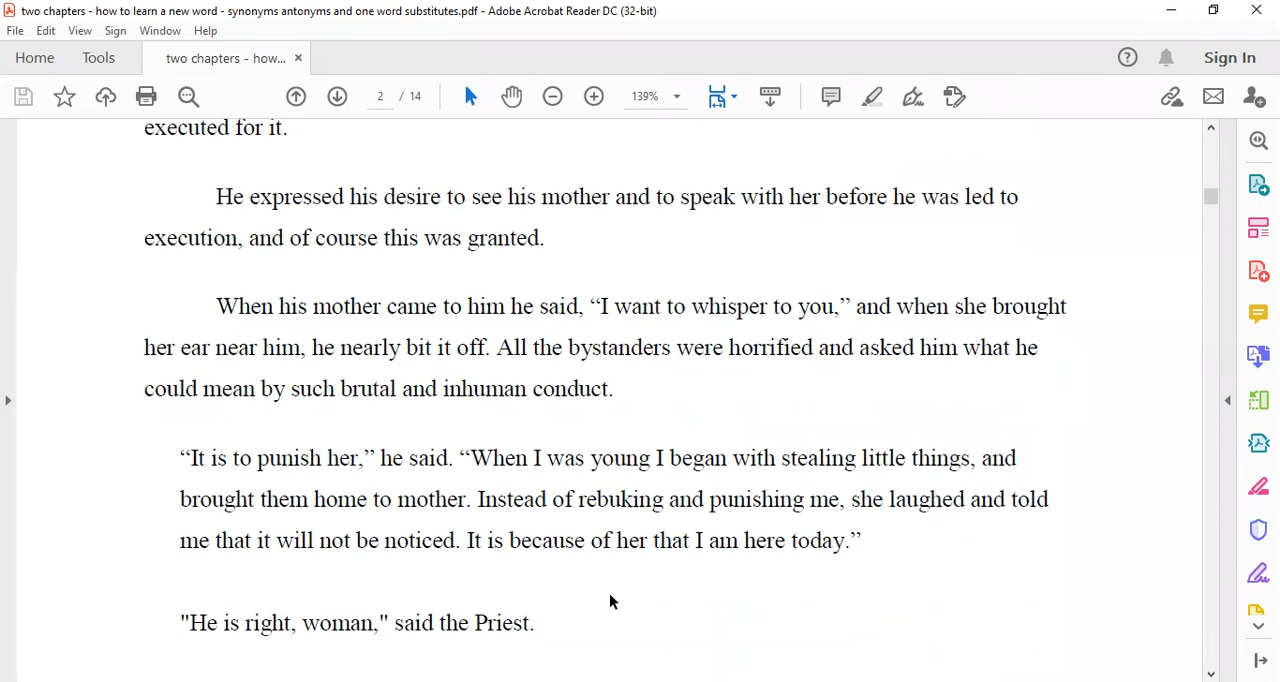 two chapters - how to learn a new word - synonyms antonyms and one word substitutes.pdf - Adobe Acrobat Reader DC (32-bit)
File Edit View Sign Window Help
Home Tools two chapters - how... × Sign In
2 / 14 139%
executed for it.
He expressed his desire to see his mother and to speak with her before he was led to
execution, and of course this was granted.
When his mother came to him he said, “I want to whisper to you,” and when she brought
her ear near him, he nearly bit it off. All the bystanders were horrified and asked him what he
could mean by such brutal and inhuman conduct.
“It is to punish her,” he said. “When I was young I began with stealing little things, and
brought them home to mother. Instead of rebuking and punishing me, she laughed and told
me that it will not be noticed. It is because of her that I am here today.”
"He is right, woman," said the Priest.